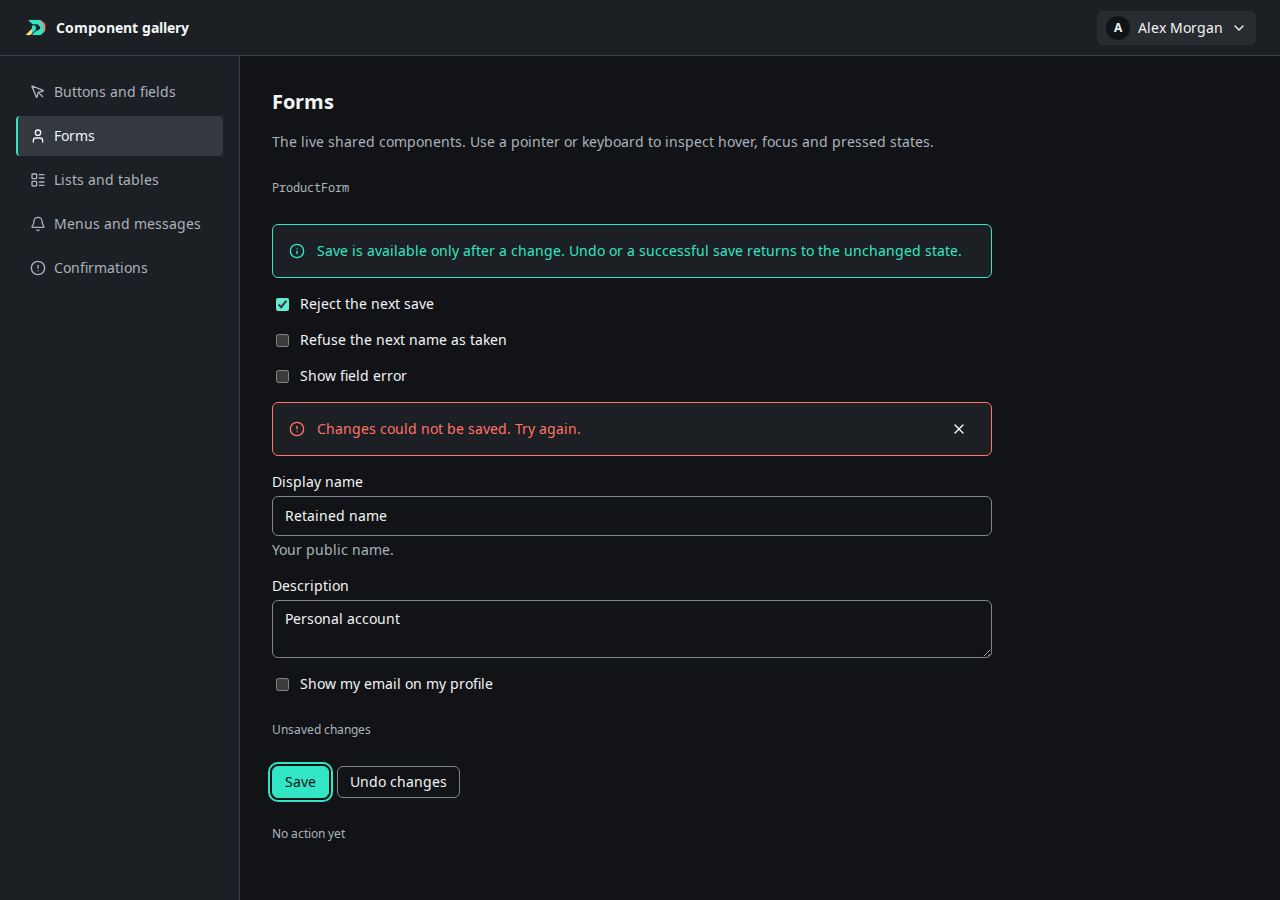 Component gallery
A Alex Morgan
Buttons and fields
Forms
Lists and tables
Menus and messages
Confirmations
Forms
The live shared components. Use a pointer or keyboard to inspect hover, focus and pressed states.
ProductForm
Save is available only after a change. Undo or a successful save returns to the unchanged state.
Reject the next save
Refuse the next name as taken
Show field error
Changes could not be saved. Try again.
Display name
Retained name
Your public name.
Description
Personal account
Show my email on my profile
Unsaved changes
Save Undo changes
No action yet